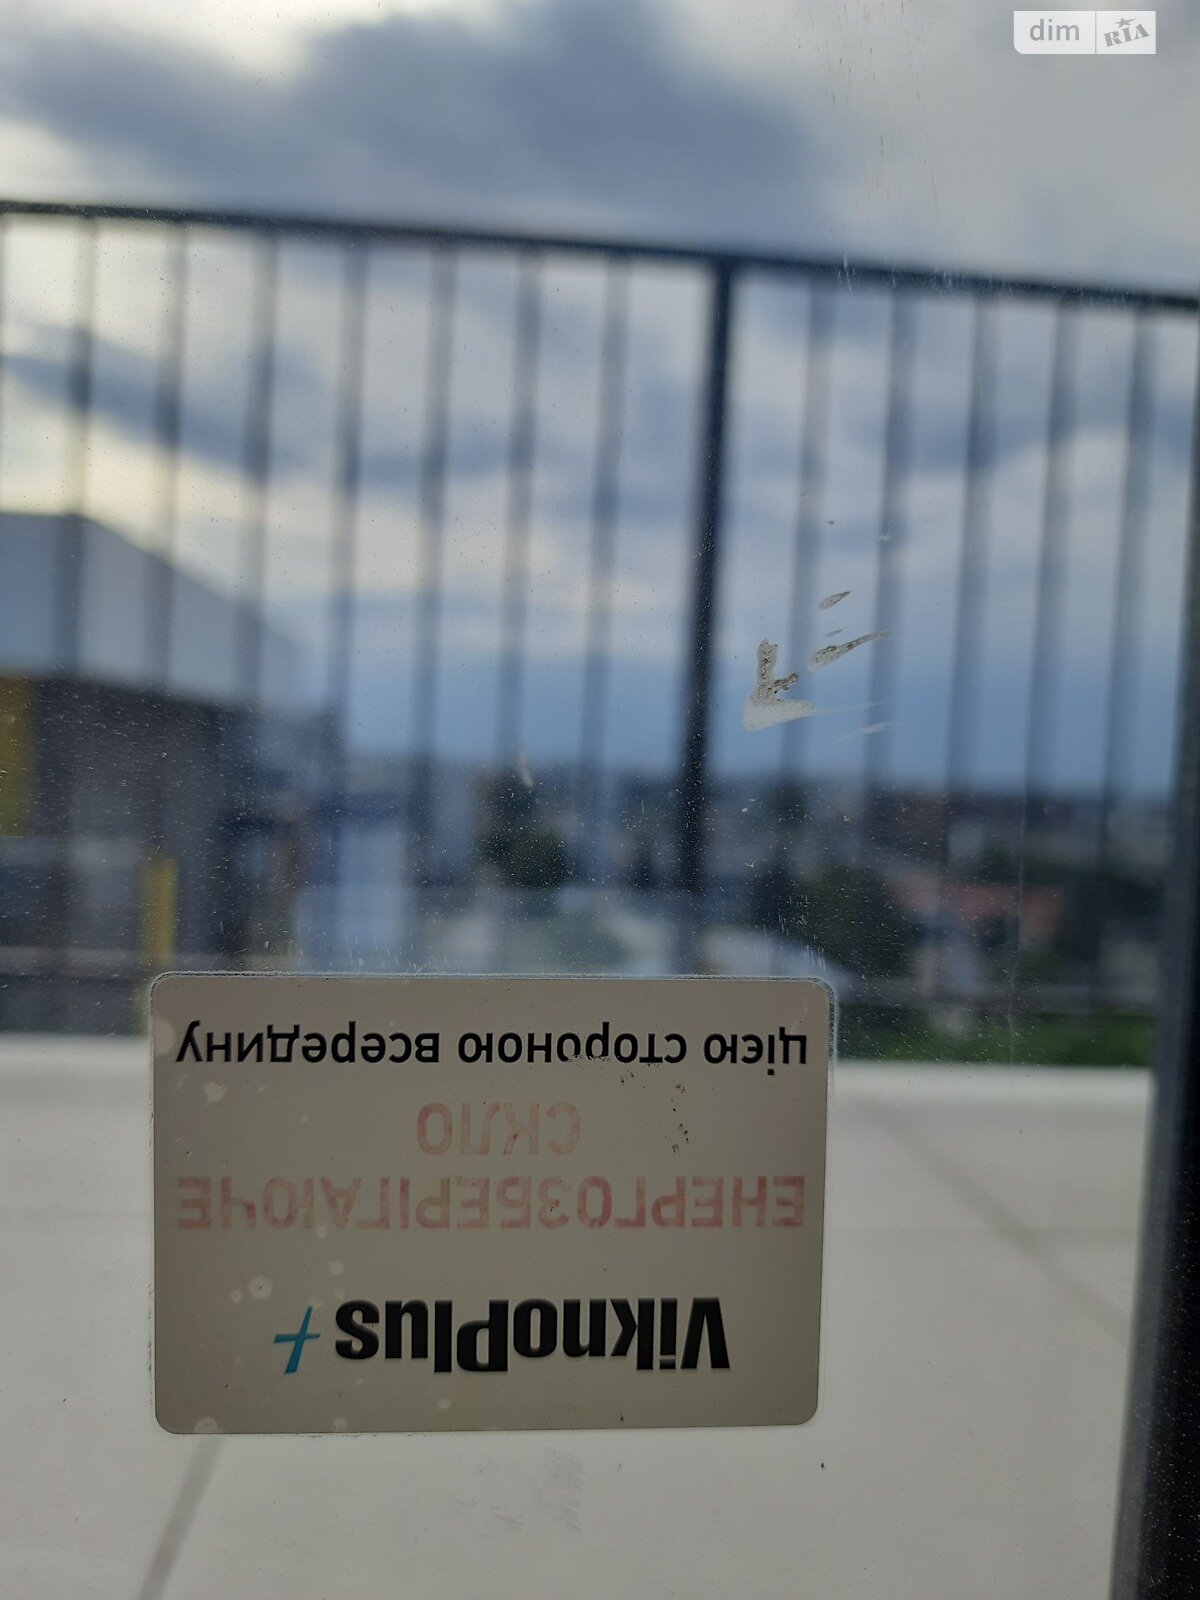 dim RIA
ViknoPlus+
ЕНЕРГОЗБЕРІГАЮЧЕ
СКЛО
цією стороною всередину